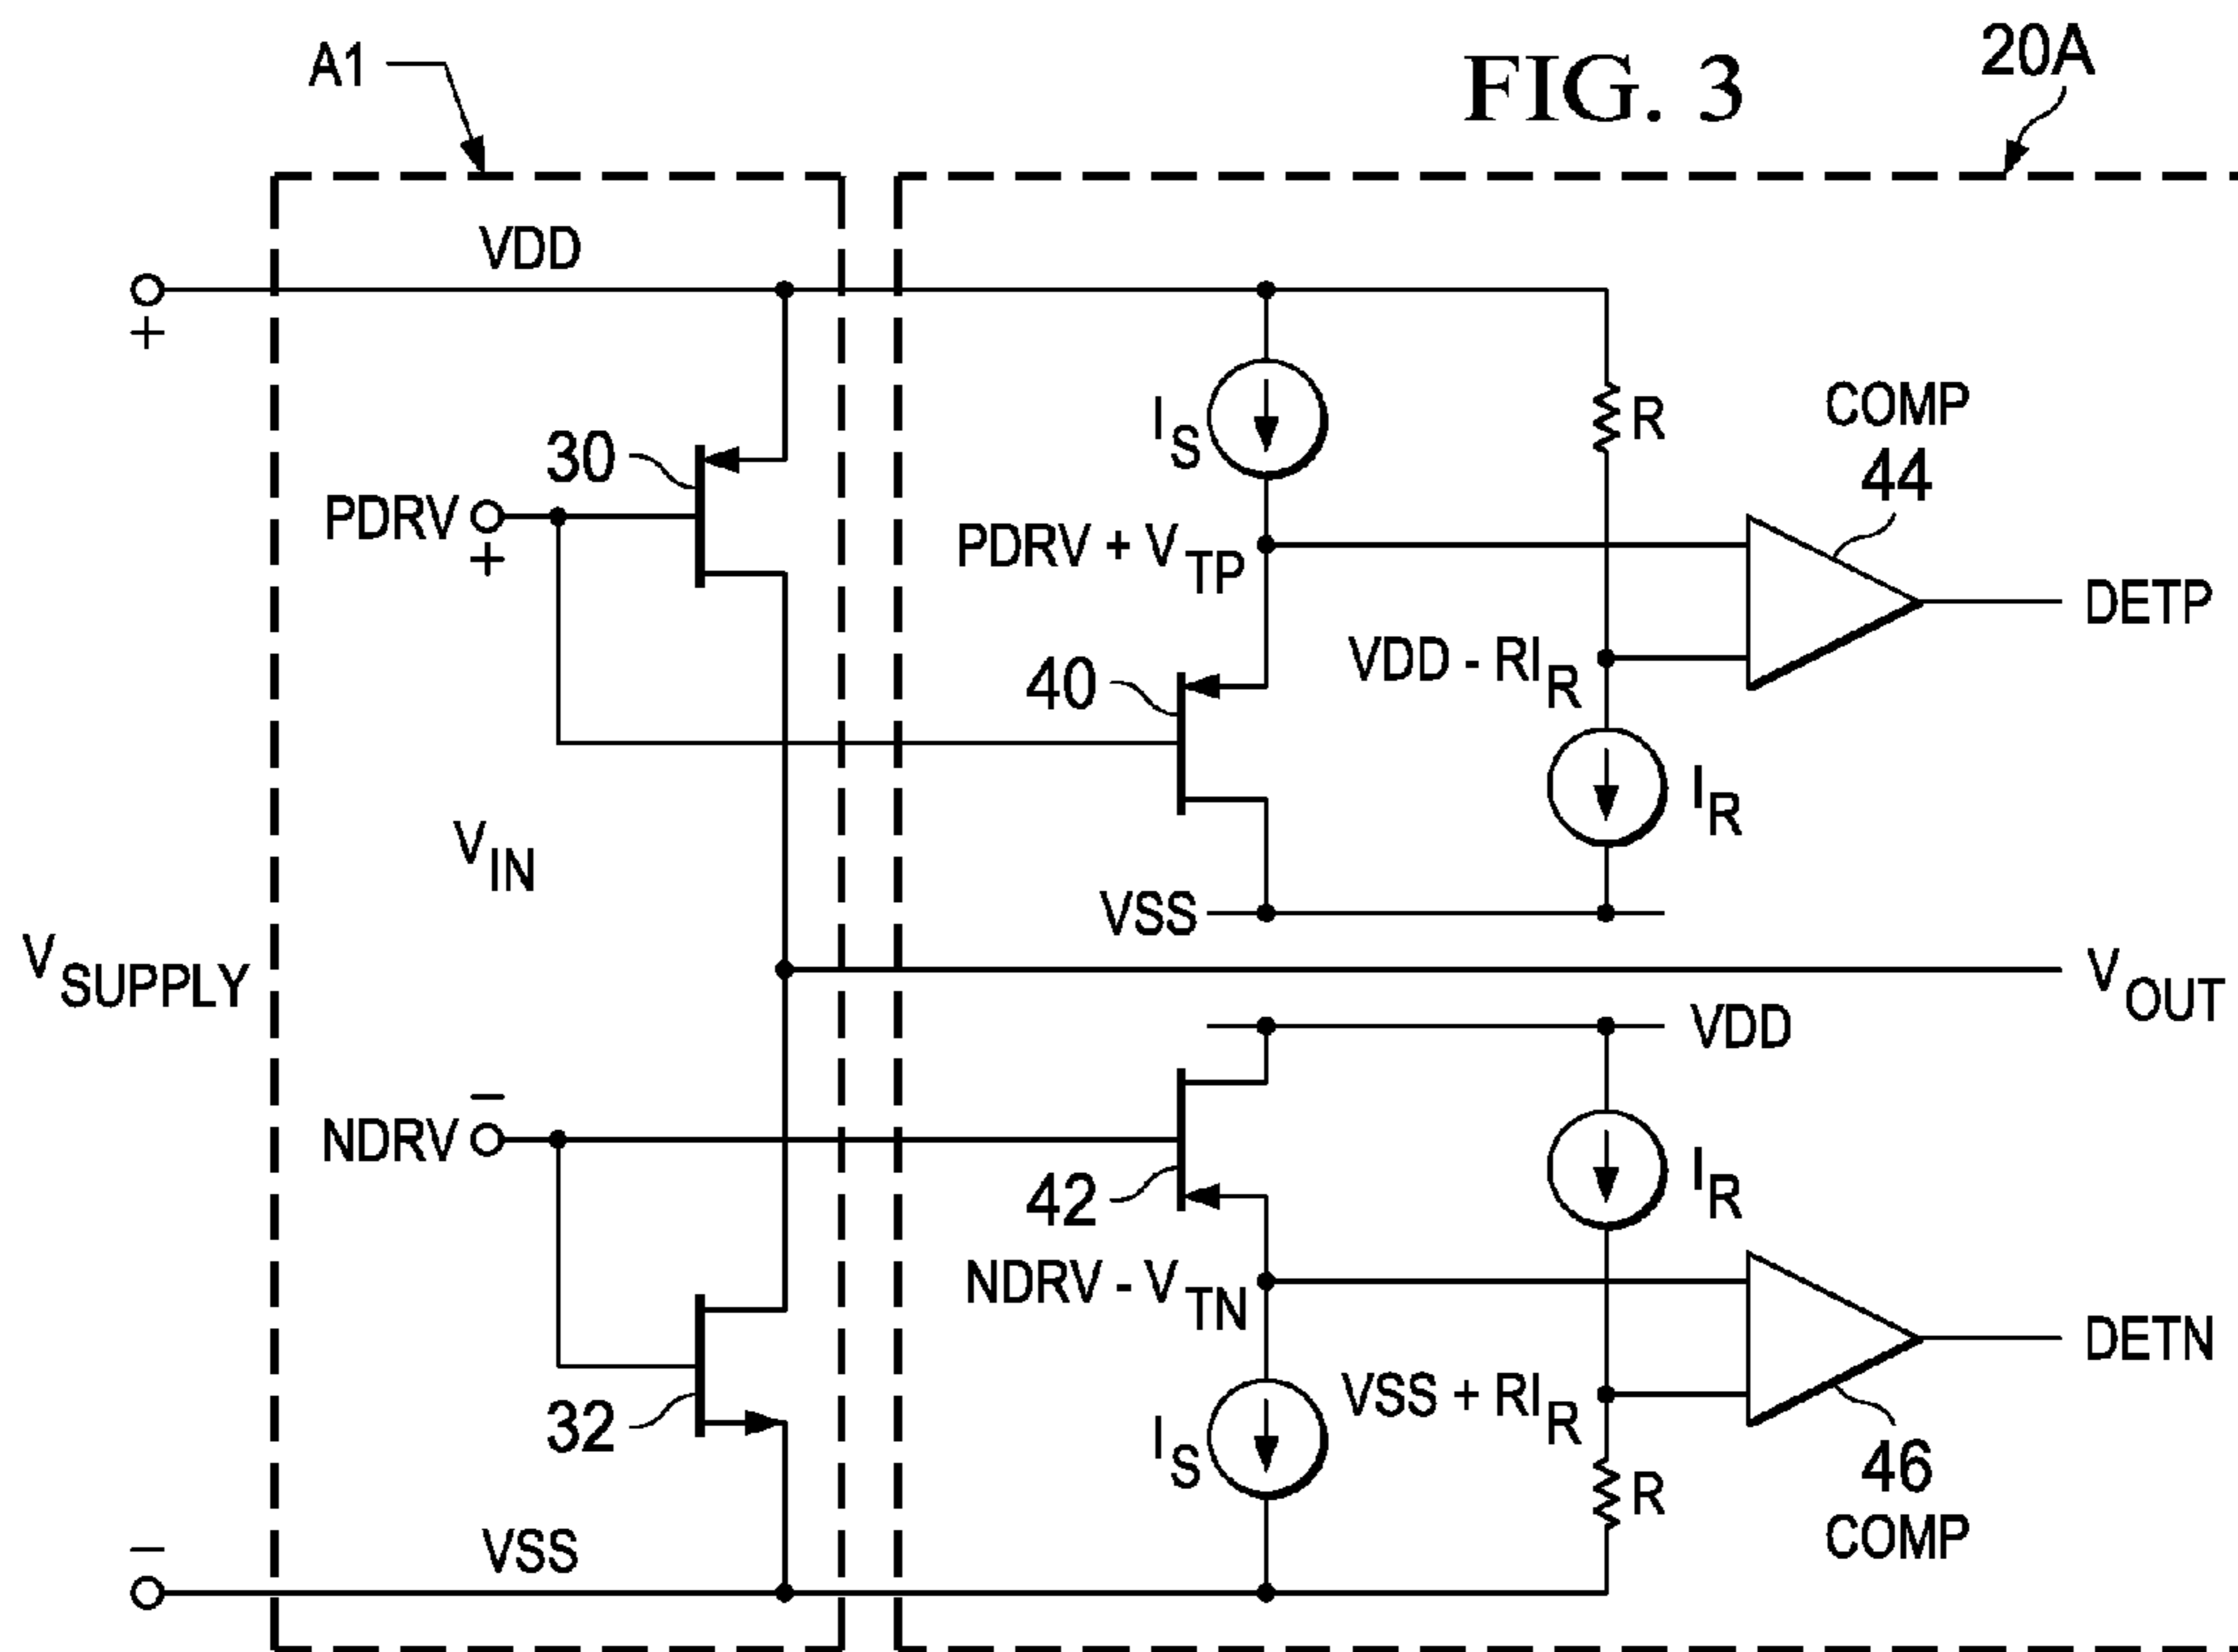 FIG. 3
A1
20A
VDD
+
30
PDRV
+
I S
R
COMP
44
PDRV + V TP
DETP
40
VDD - RI R
I R
V IN
VSS
V SUPPLY
V OUT
VDD
−
NDRV
42
I R
NDRV - V TN
DETN
VSS + RI R
32
I S
R
46
COMP
−
VSS